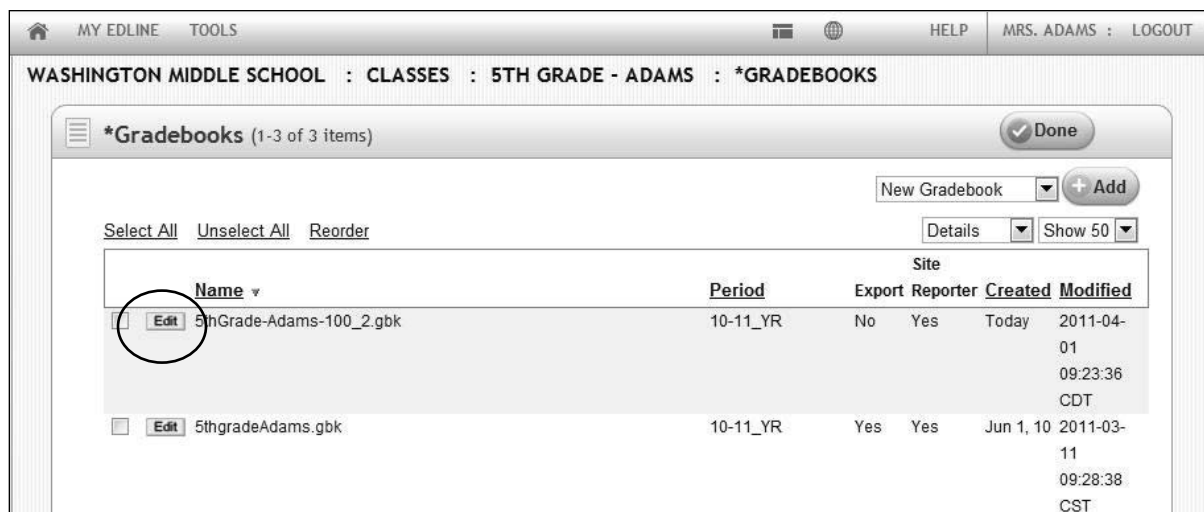 MY EDLINE TOOLS HELP MRS. ADAMS : LOGOUT
WASHINGTON MIDDLE SCHOOL : CLASSES : 5TH GRADE - ADAMS : *GRADEBOOKS
*Gradebooks (1-3 of 3 items) Done
New Gradebook Add
Select All Unselect All Reorder Details Show 50
Site
Name Period Export Reporter Created Modified
Edit 5thGrade-Adams-100_2.gbk 10-11_YR No Yes Today 2011-04-
01
09:23:36
CDT
Edit 5thgradeAdams.gbk 10-11_YR Yes Yes Jun 1, 10 2011-03-
11
09:28:38
CST